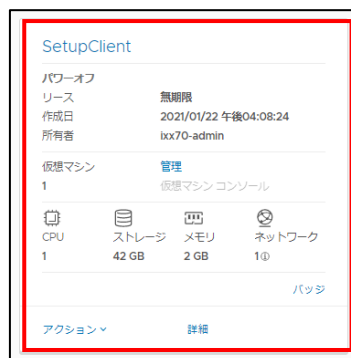 SetupClient
パワーオフ
リース 無期限
作成日 2021/01/22 午後04:08:24
所有者 ixx70-admin
仮想マシン 管理
1 仮想マシン コンソール
CPU ストレージ メモリ ネットワーク
1 42 GB 2 GB 1
バッジ
アクション 詳細